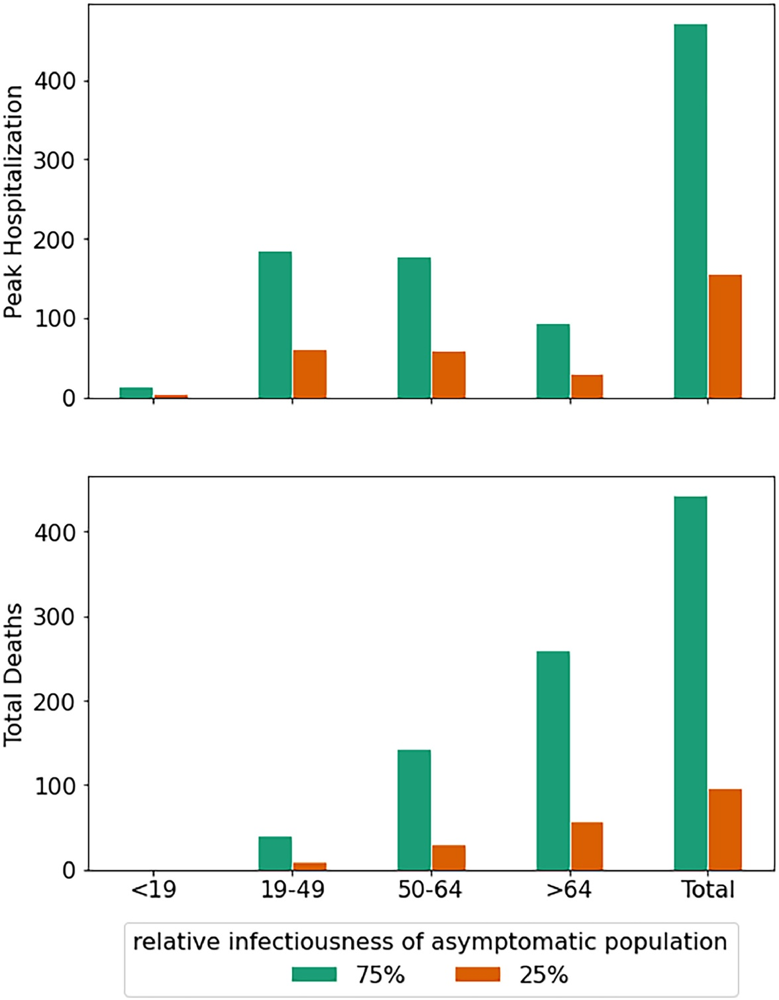 Peak Hospitalization
400
300
200
100
0
Total Deaths
400
300
200
100
0
<19 19-49 50-64 >64 Total
relative infectiousness of asymptomatic population
75% 25%